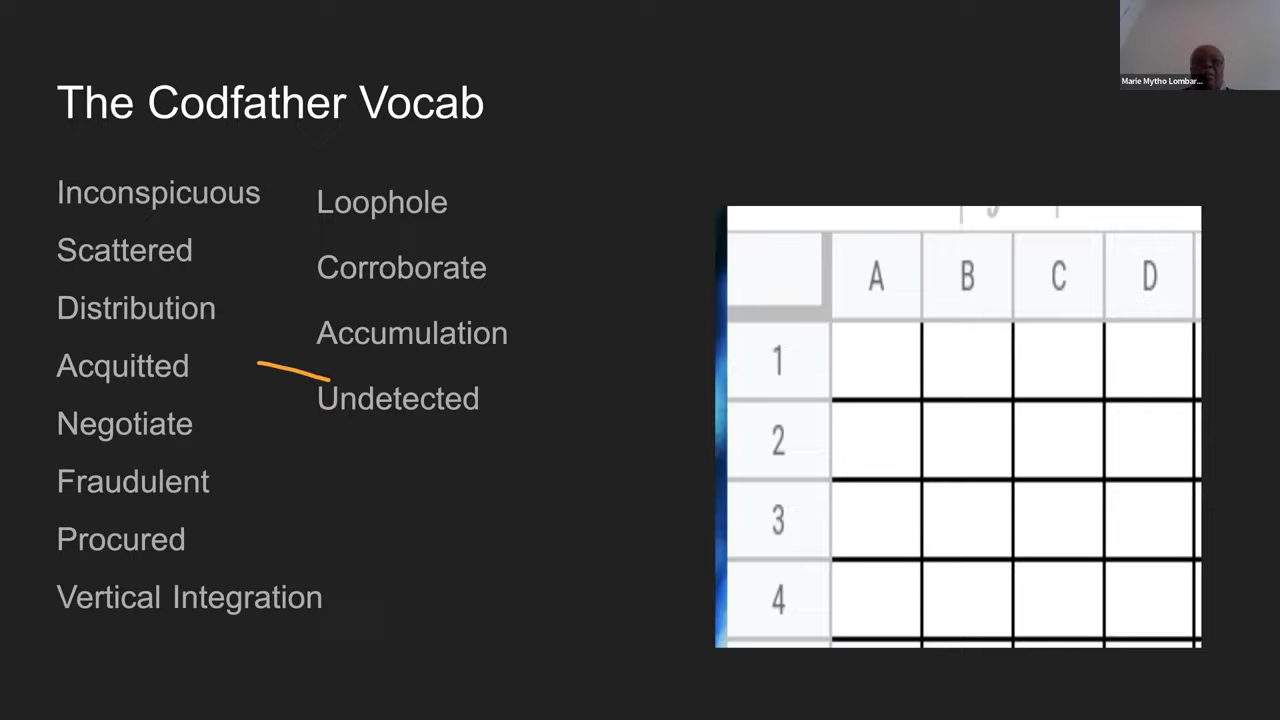 Marie Mytho Lombar...
The Codfather Vocab
Inconspicuous
Scattered
Distribution
Acquitted
Negotiate
Fraudulent
Procured
Vertical Integration
Loophole
Corroborate
Accumulation
Undetected
A B C D
1
2
3
4